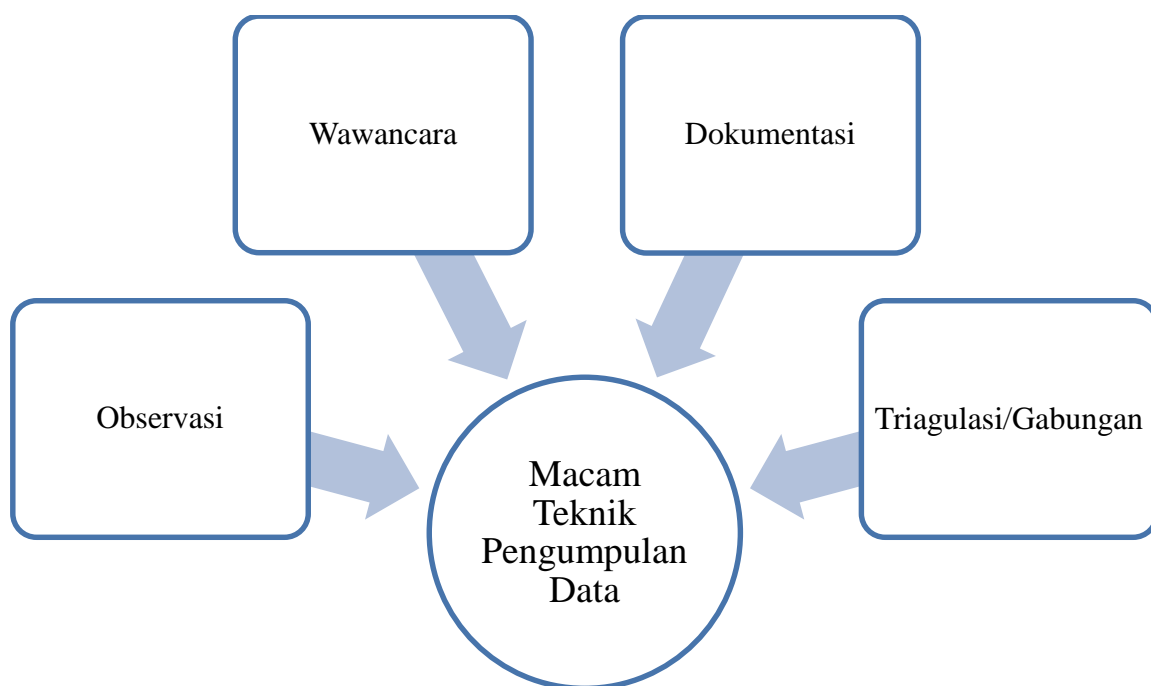 Wawancara
Dokumentasi
Observasi
Triagulasi/Gabungan
Macam
Teknik
Pengumpulan
Data